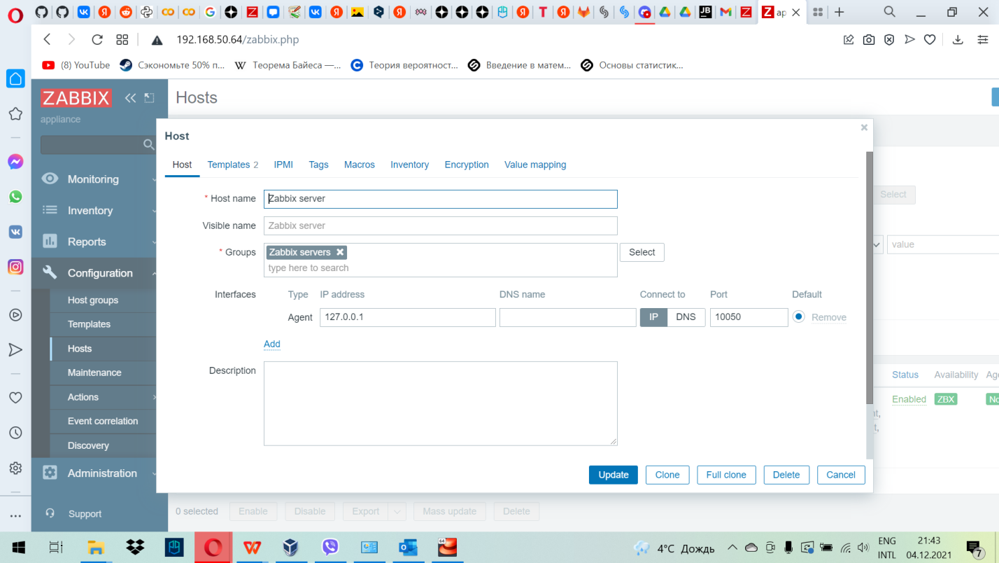 192.168.50.64/zabbix.php
(8) YouTube Сэкономьте 50% п... Теорема Байеса —... Теория вероятност... Введение в матем... Основы статистик...
ZABBIX
appliance
Hosts
Host
Host Templates 2 IPMI Tags Macros Inventory Encryption Value mapping
* Host name Zabbix server
Visible name Zabbix server
* Groups Zabbix servers Select
type here to search
Interfaces Type IP address DNS name Connect to Port Default
Agent 127.0.0.1 IP DNS 10050 Remove
Add
Description
Update Clone Full clone Delete Cancel
Monitoring
Inventory
Reports
Configuration
Host groups
Templates
Hosts
Maintenance
Actions
Event correlation
Discovery
Administration
Support
Select
value
Status Availability Age
Enabled ZBX No
0 selected Enable Disable Export Mass update Delete
4°C Дождь
ENG
INTL
21:43
04.12.2021
7